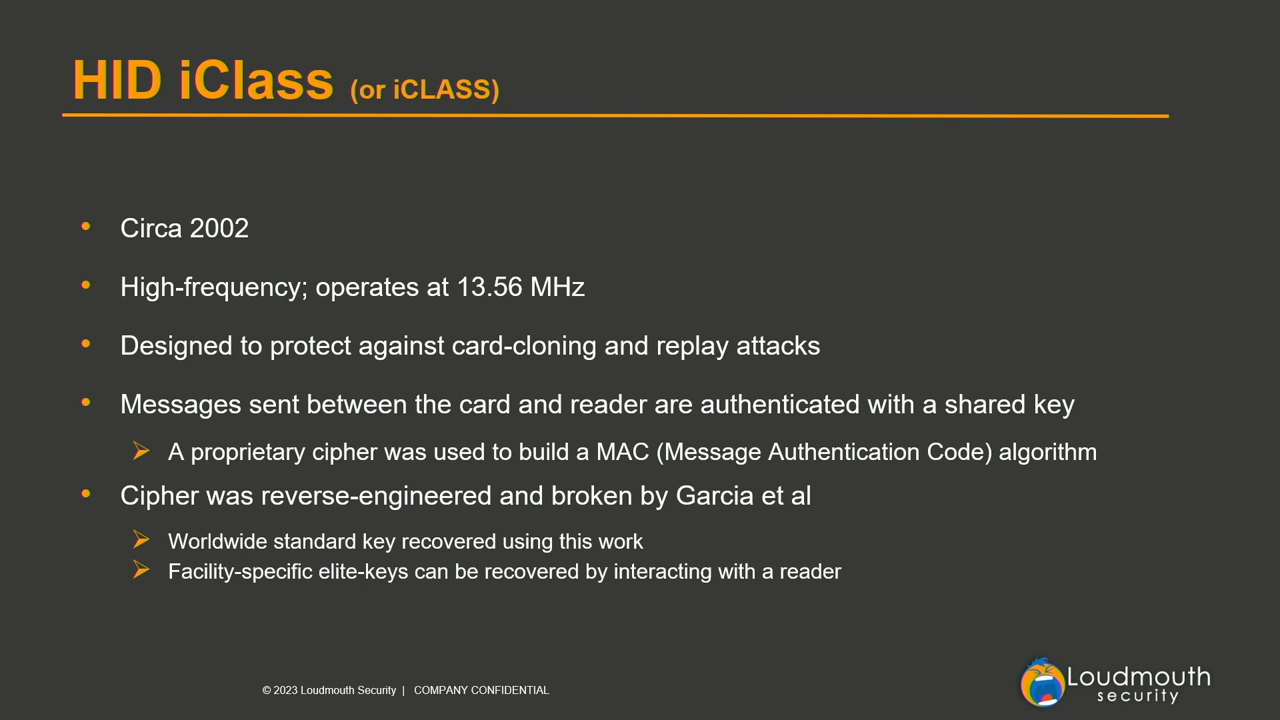 HID iClass (or iCLASS)
• Circa 2002
• High-frequency; operates at 13.56 MHz
• Designed to protect against card-cloning and replay attacks
• Messages sent between the card and reader are authenticated with a shared key
➢ A proprietary cipher was used to build a MAC (Message Authentication Code) algorithm
• Cipher was reverse-engineered and broken by Garcia et al
➢ Worldwide standard key recovered using this work
➢ Facility-specific elite-keys can be recovered by interacting with a reader
© 2023 Loudmouth Security | COMPANY CONFIDENTIAL
Loudmouth
security